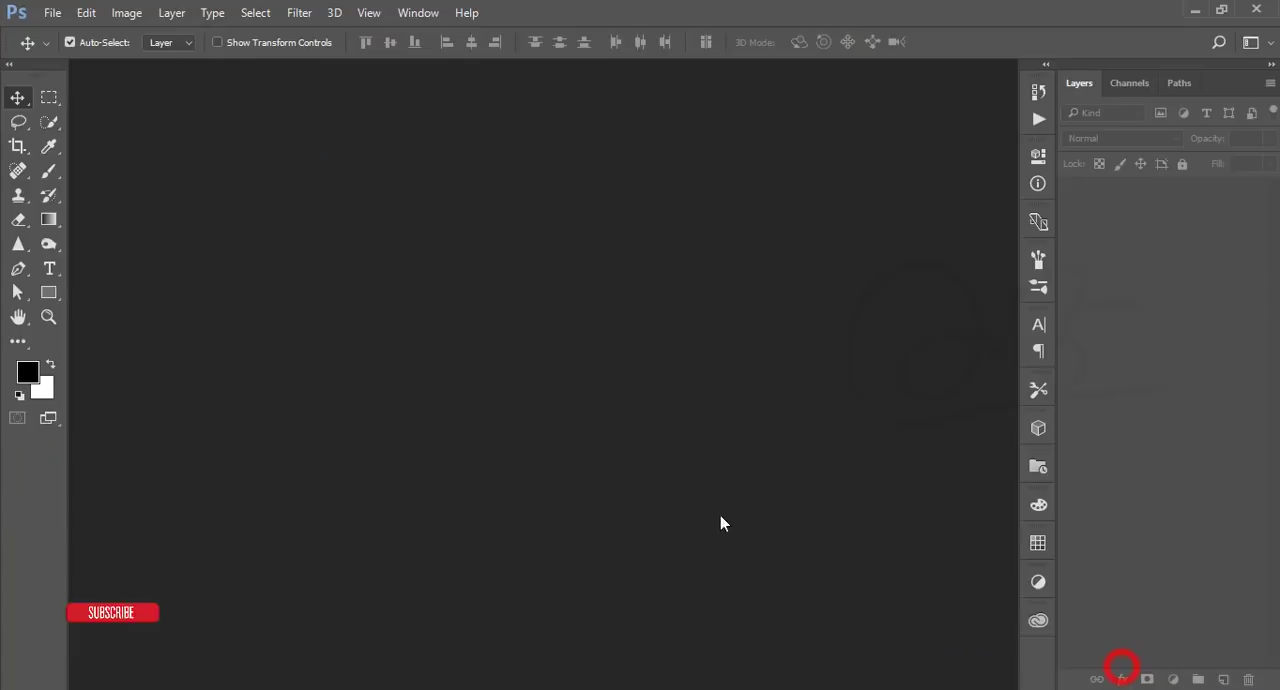 Ps File Edit Image Layer Type Select Filter 3D View Window Help
Auto-Select: Layer Show Transform Controls 3D Mode:
Layers Channels Paths
Kind
Normal Opacity:
Lock: Fill:
SUBSCRIBE